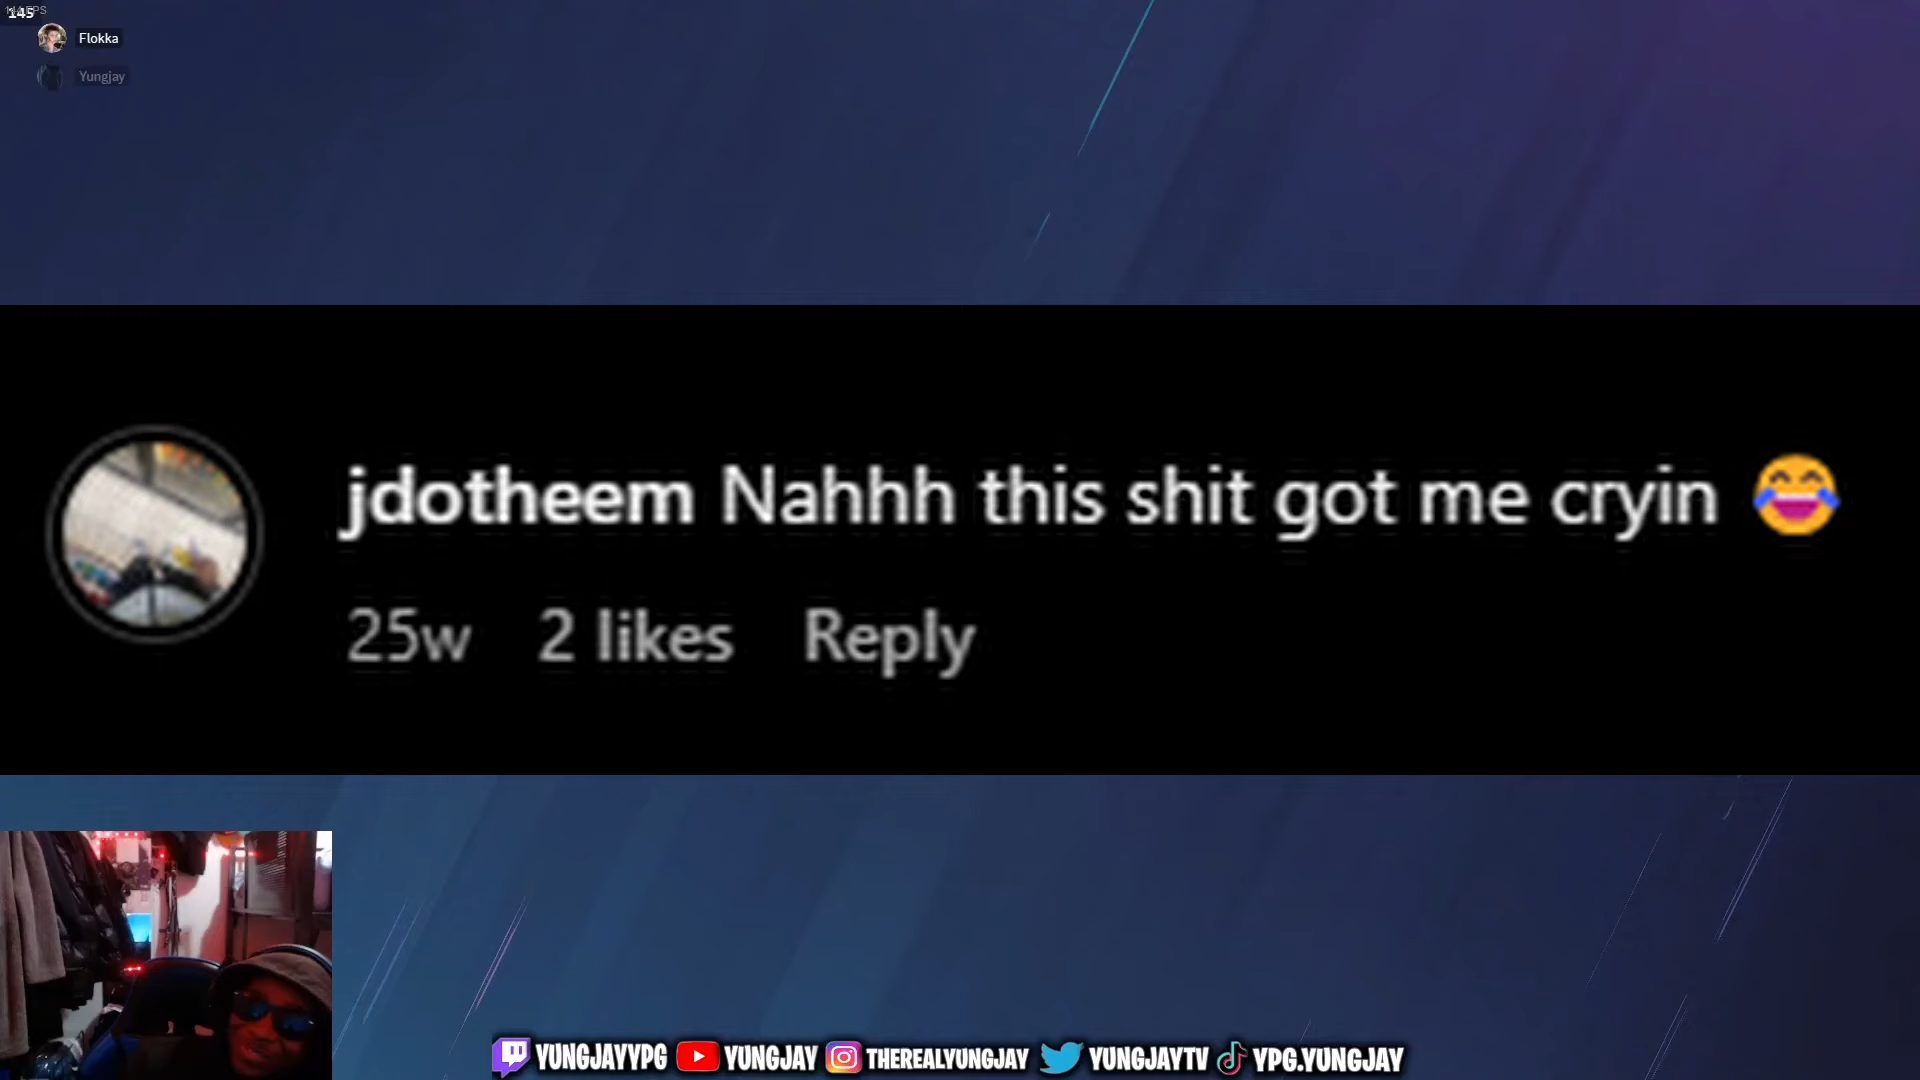 Flokka
Yungjay
jdotheem Nahhh this shit got me cryin 😂
25w 2 likes Reply
YUNGJAYYPG YUNGJAY THEREALYUNGJAY YUNGJAYTV YPG.YUNGJAY